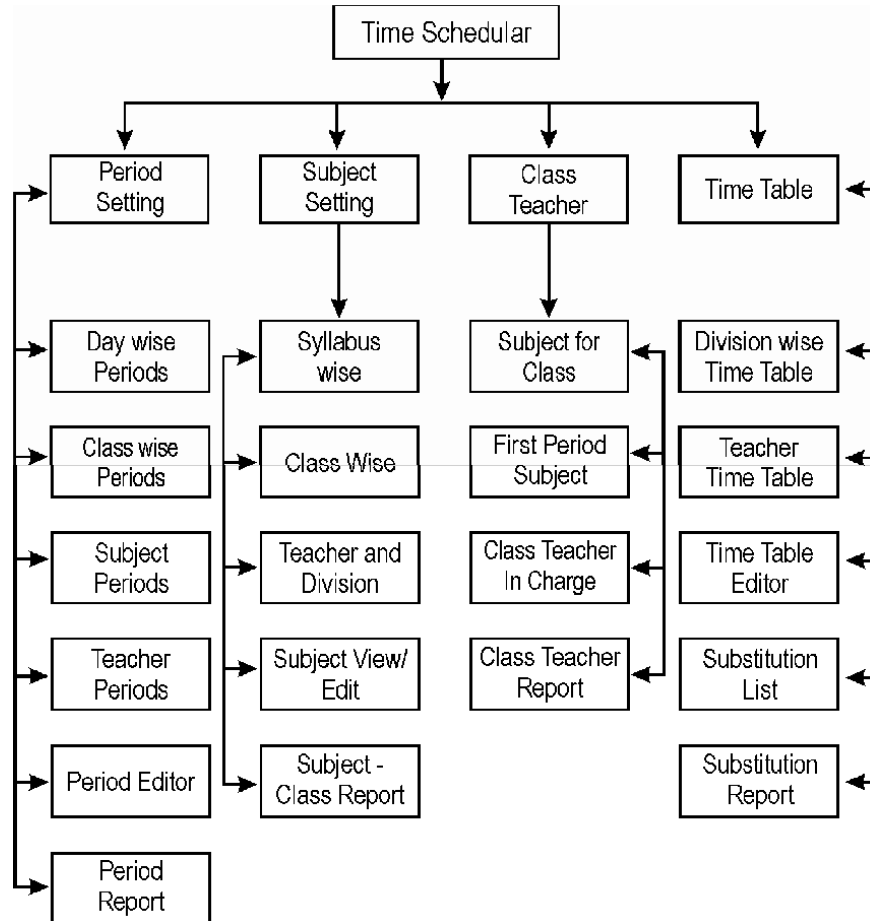 Time Schedular
Period
Setting
Subject
Setting
Class
Teacher
Time Table
Day wise
Periods
Syllabus
wise
Subject for
Class
Division wise
Time Table
Class wise
Periods
Class Wise
First Period
Subject
Teacher
Time Table
Subject
Periods
Teacher and
Division
Class Teacher
In Charge
Time Table
Editor
Teacher
Periods
Subject View/
Edit
Class Teacher
Report
Substitution
List
Period Editor
Subject -
Class Report
Substitution
Report
Period
Report